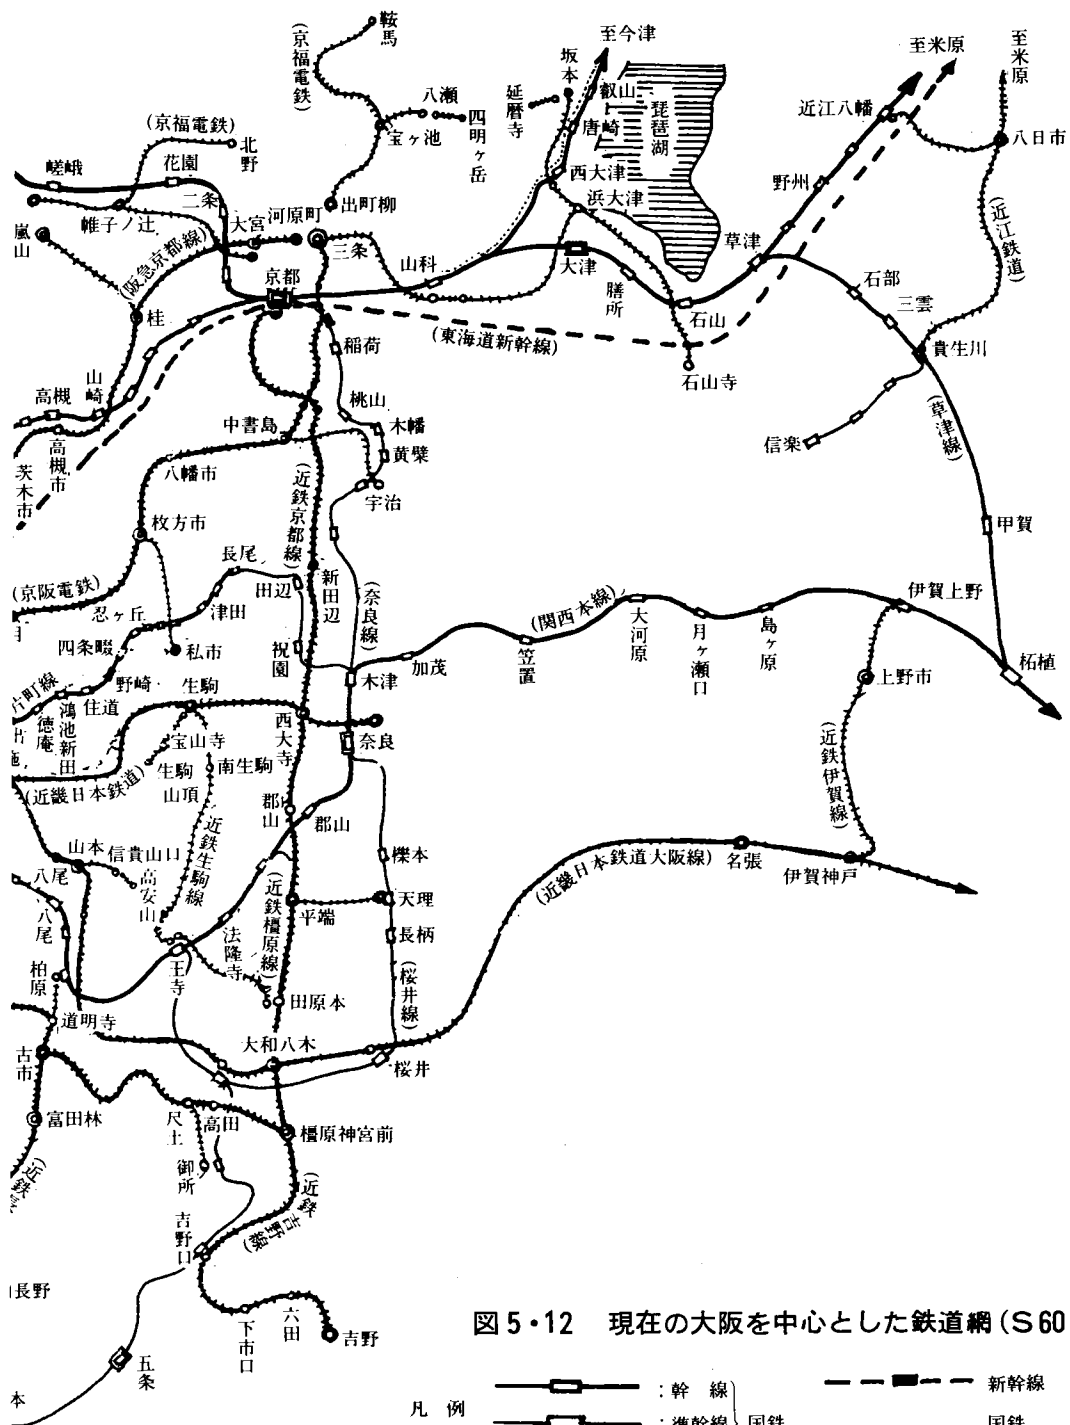 鞍馬
(京福電鉄)
至今津
坂本
至米原
至米原
叡山
延暦寺
琵琶湖
近江八幡
八瀬
四明ヶ岳
宝ヶ池
唐崎
八日市
(京福電鉄)
北野
嵯峨
花園
西大津
野州
二条
出町柳
浜大津
帷子ノ辻
大宮
河原町
三条
草津
(近江鉄道)
嵐山
(阪急京都線)
京都
山科
大津
膳所
石部
三雲
石山
桂
稲荷
(東海道新幹線)
貴生川
石山寺
高槻
山崎
桃山
木幡
(草津線)
中書島
信楽
茨木市
高槻市
八幡市
黄檗
宇治
(近鉄京都線)
枚方市
甲賀
長尾
田辺
新田辺
(奈良線)
(京阪電鉄)
忍ヶ丘
津田
伊賀上野
(関西本線)
四条畷
私市
祝園
加茂
笠置
大河原
月ヶ瀬口
島ヶ原
柘植
木津
上野市
片町線
野崎
生駒
徳庵
鴻池新田
住道
西大寺
奈良
宝山寺
(近畿日本鉄道)
生駒山頂
南生駒
(近鉄伊賀線)
郡山
郡山
近鉄生駒線
山本
信貴山口
櫟本
八尾
高安山
(近畿日本鉄道大阪線)
名張
伊賀神戸
(近鉄橿原線)
平端
天理
八尾
法隆寺
長柄
柏原
王寺
田原本
(桜井線)
道明寺
大和八木
桜井
古市
富田林
尺土
高田
橿原神宮前
御所
(近鉄
(近鉄吉野線)
吉野口
長野
下市口
六田
吉野
五条
本
図5・12 現在の大阪を中心とした鉄道網(S60
凡例
:幹線
新幹線
:準幹線
国鉄
国鉄